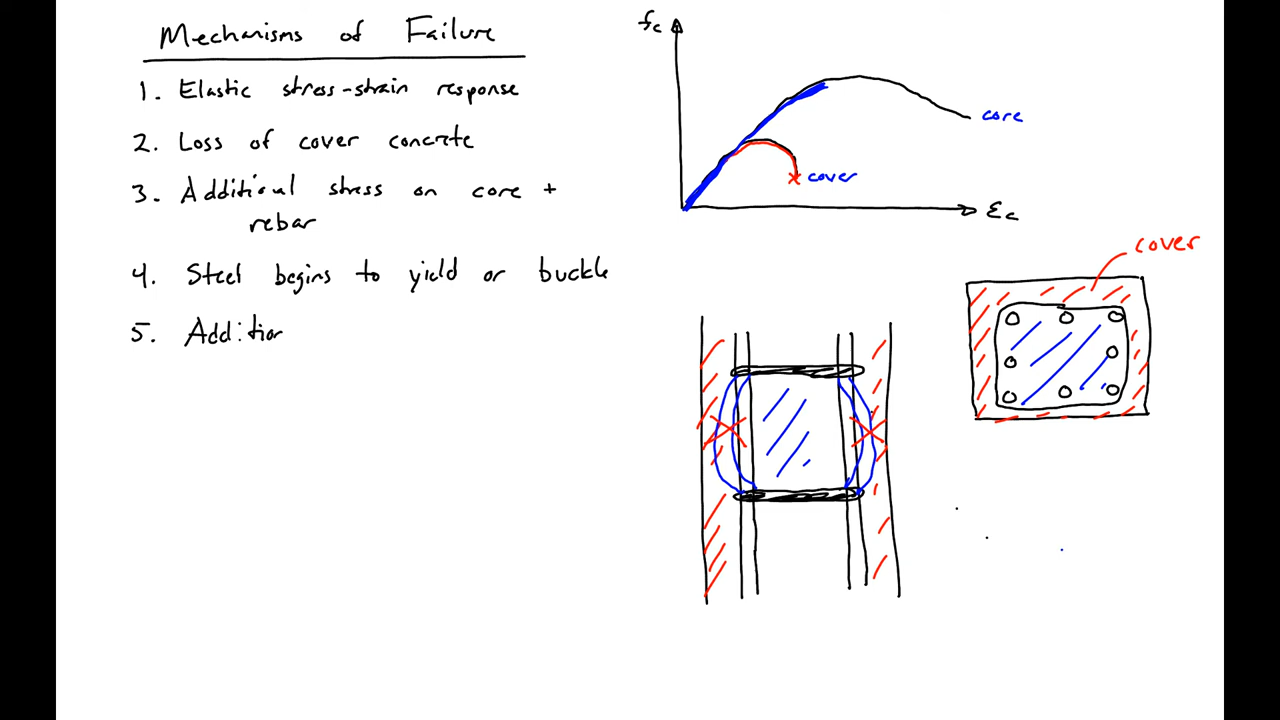 Mechanisms of Failure
1. Elastic stress-strain response
2. Loss of cover concrete
3. Additional stress on core +
rebar
4. Steel begins to yield or buckle
5. Addition
fc
core
cover
εc
cover